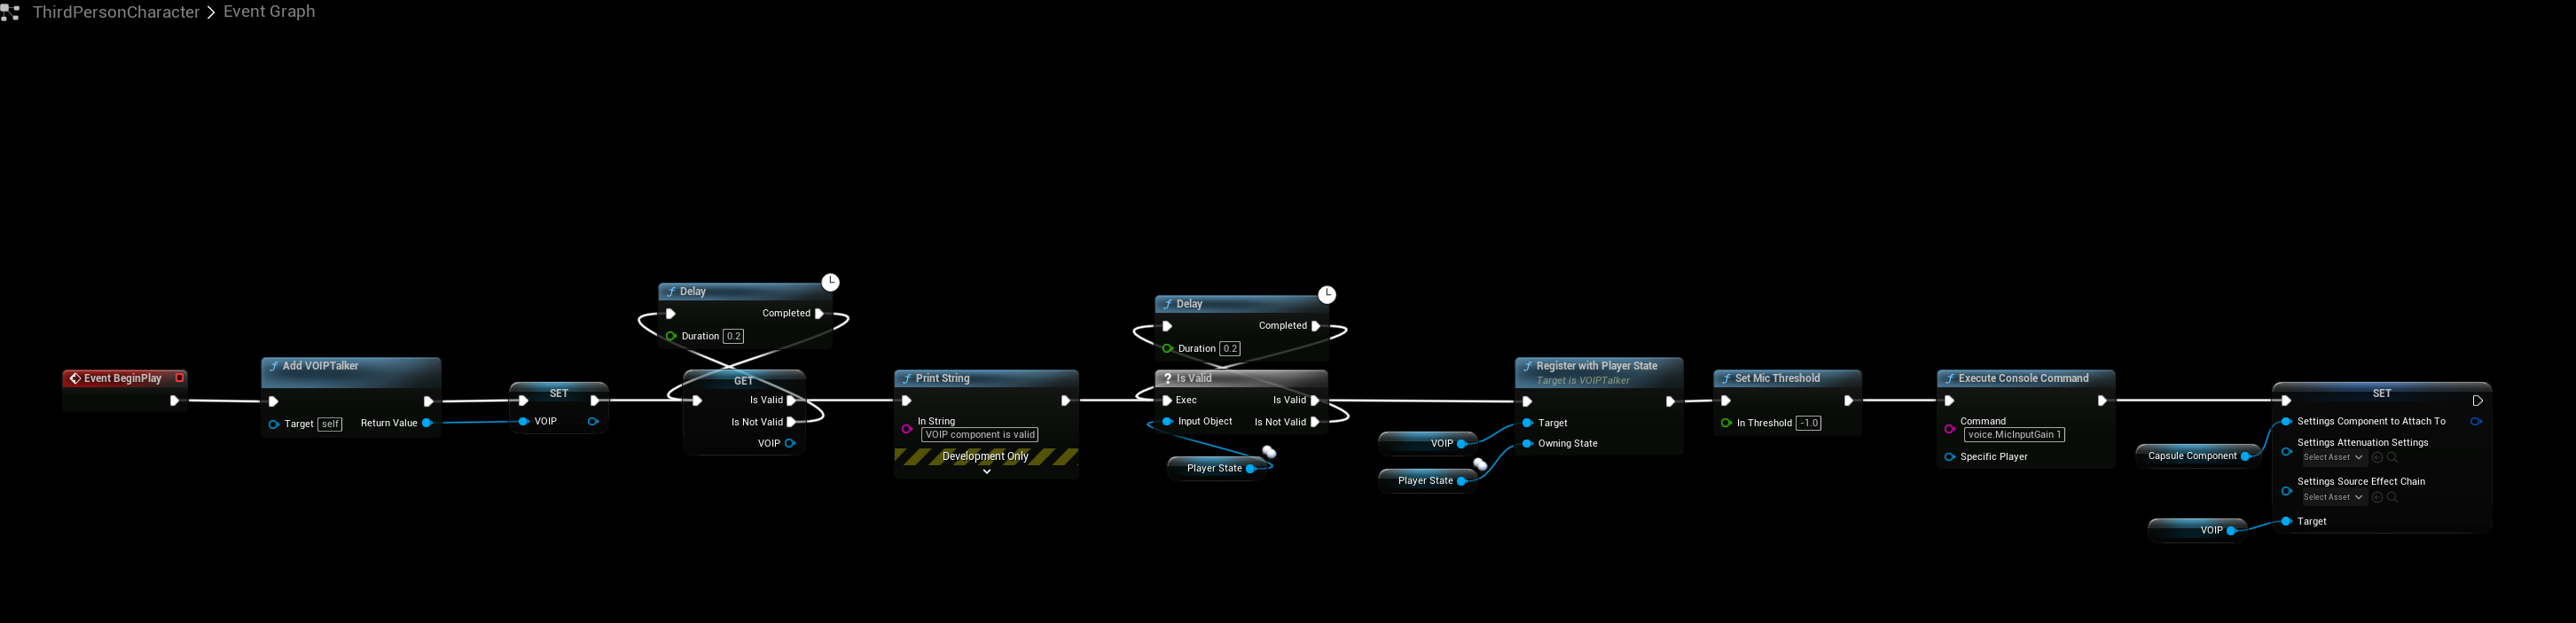 ThirdPersonCharacter > Event Graph
Event BeginPlay
Add VOIPTalker
Target self
Return Value
SET
VOIP
Delay
Completed
Duration 0.2
GET
Is Valid
Is Not Valid
VOIP
Print String
In String
VOIP component is valid
Development Only
Delay
Completed
Duration 0.2
Is Valid
Exec
Is Valid
Input Object
Is Not Valid
Player State
VOIP
Player State
Register with Player State
Target is VOIPTalker
Target
Owning State
Set Mic Threshold
In Threshold -1.0
Execute Console Command
Command
voice.MicInputGain 1
Specific Player
Capsule Component
VOIP
SET
Settings Component to Attach To
Settings Attenuation Settings
Select Asset
Settings Source Effect Chain
Select Asset
Target